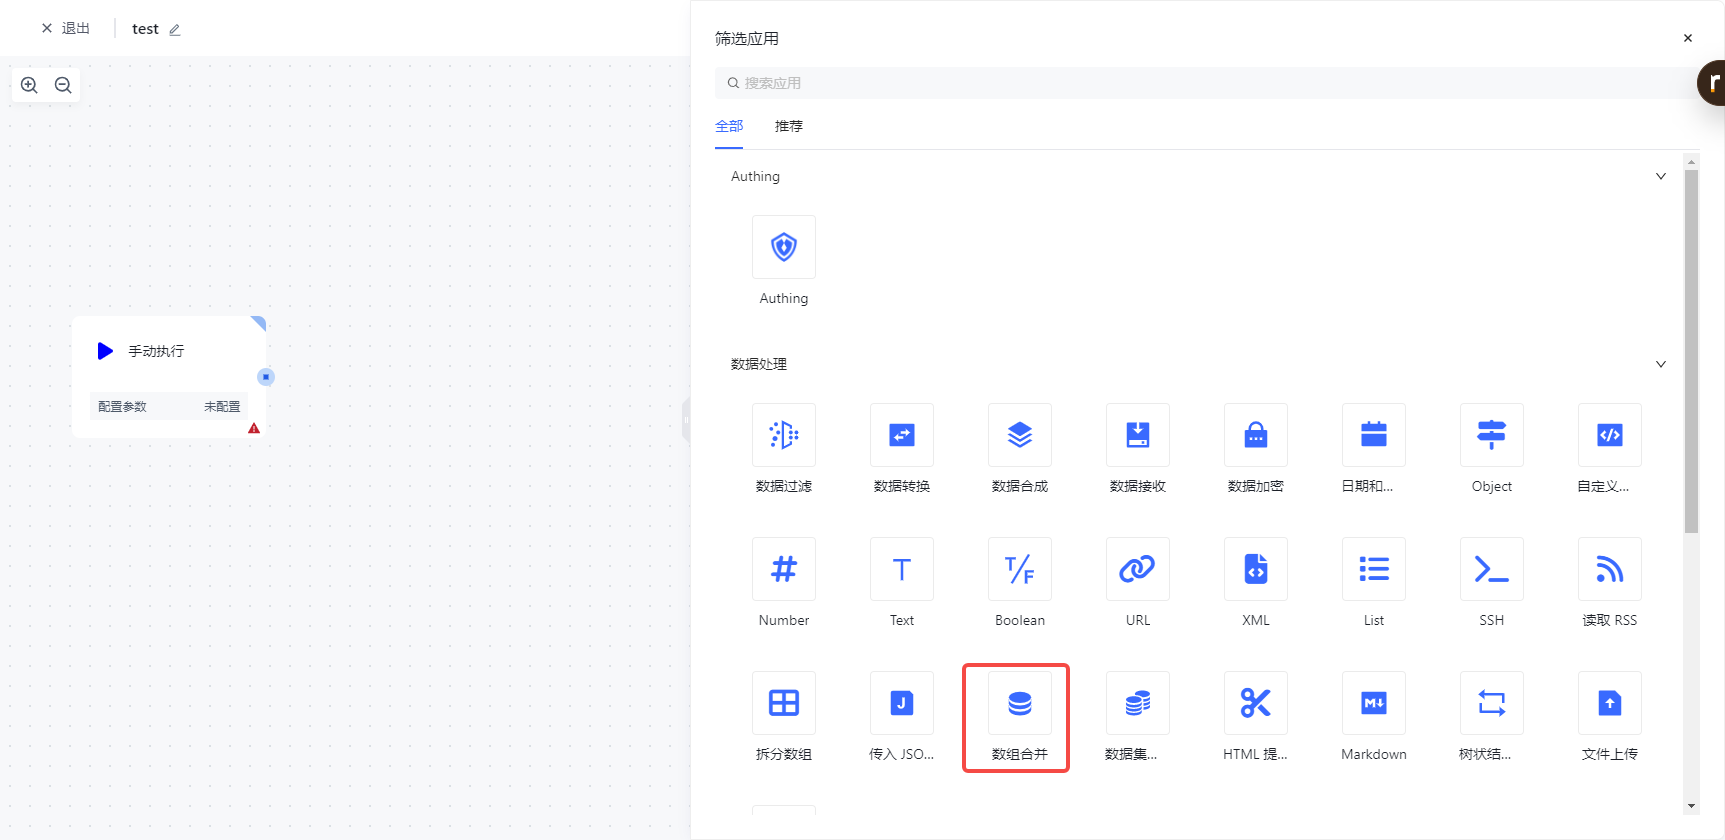 退出
test
筛选应用
搜索应用
全部
推荐
Authing
Authing
手动执行
配置参数
未配置
数据处理
数据过滤
数据转换
数据合成
数据接收
数据加密
日期和...
Object
自定义...
Number
Text
Boolean
URL
XML
List
SSH
读取 RSS
拆分数组
传入 JSO...
数组合并
数据集...
HTML 提...
Markdown
树状结...
文件上传